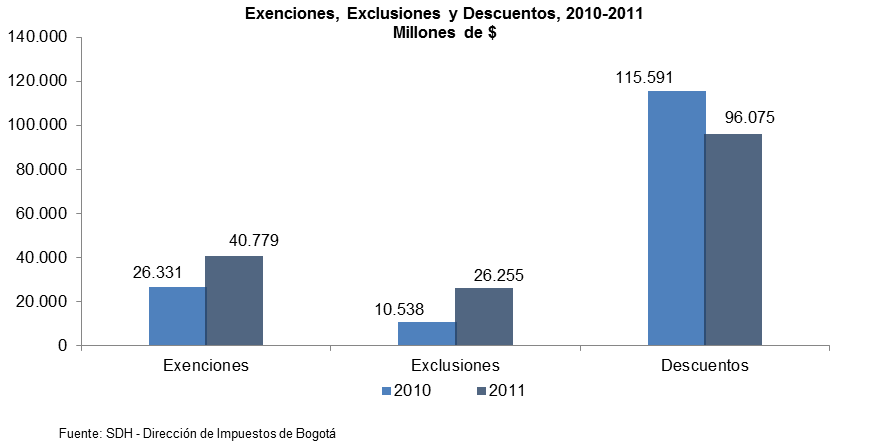 Exenciones, Exclusiones y Descuentos, 2010-2011
Millones de $
140.000
120.000
100.000
80.000
60.000
40.000
20.000
0
26.331
40.779
10.538
26.255
115.591
96.075
Exenciones
Exclusiones
Descuentos
2010
2011
Fuente: SDH - Dirección de Impuestos de Bogotá